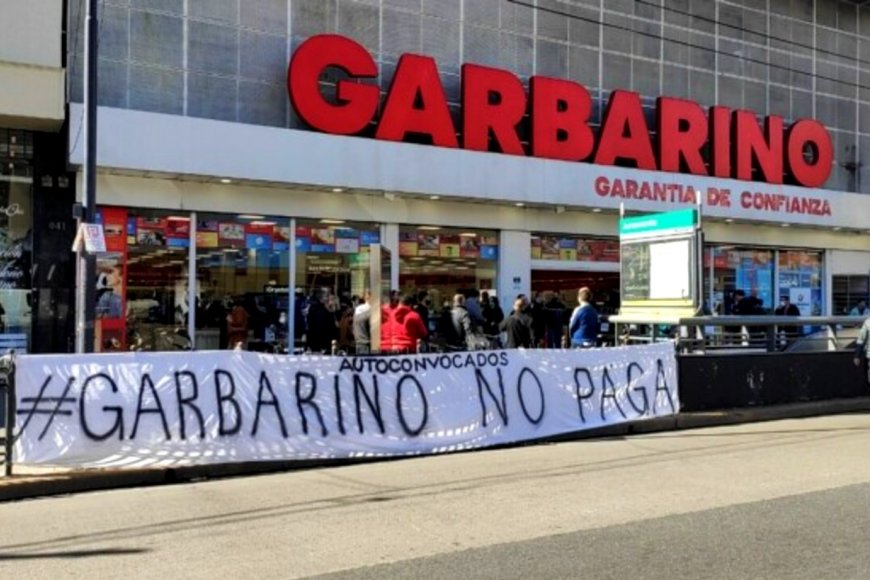 GARBARINO
GARANTIA DE CONFIANZA
AUTOCONVOCADOS
#GARBARINO NO PAGA